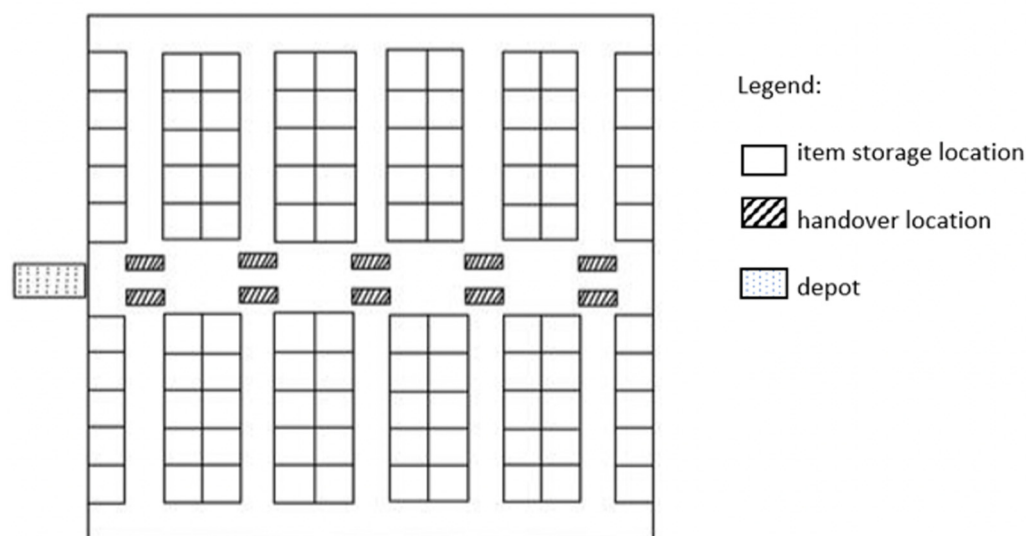 Legend:
item storage location
handover location
depot